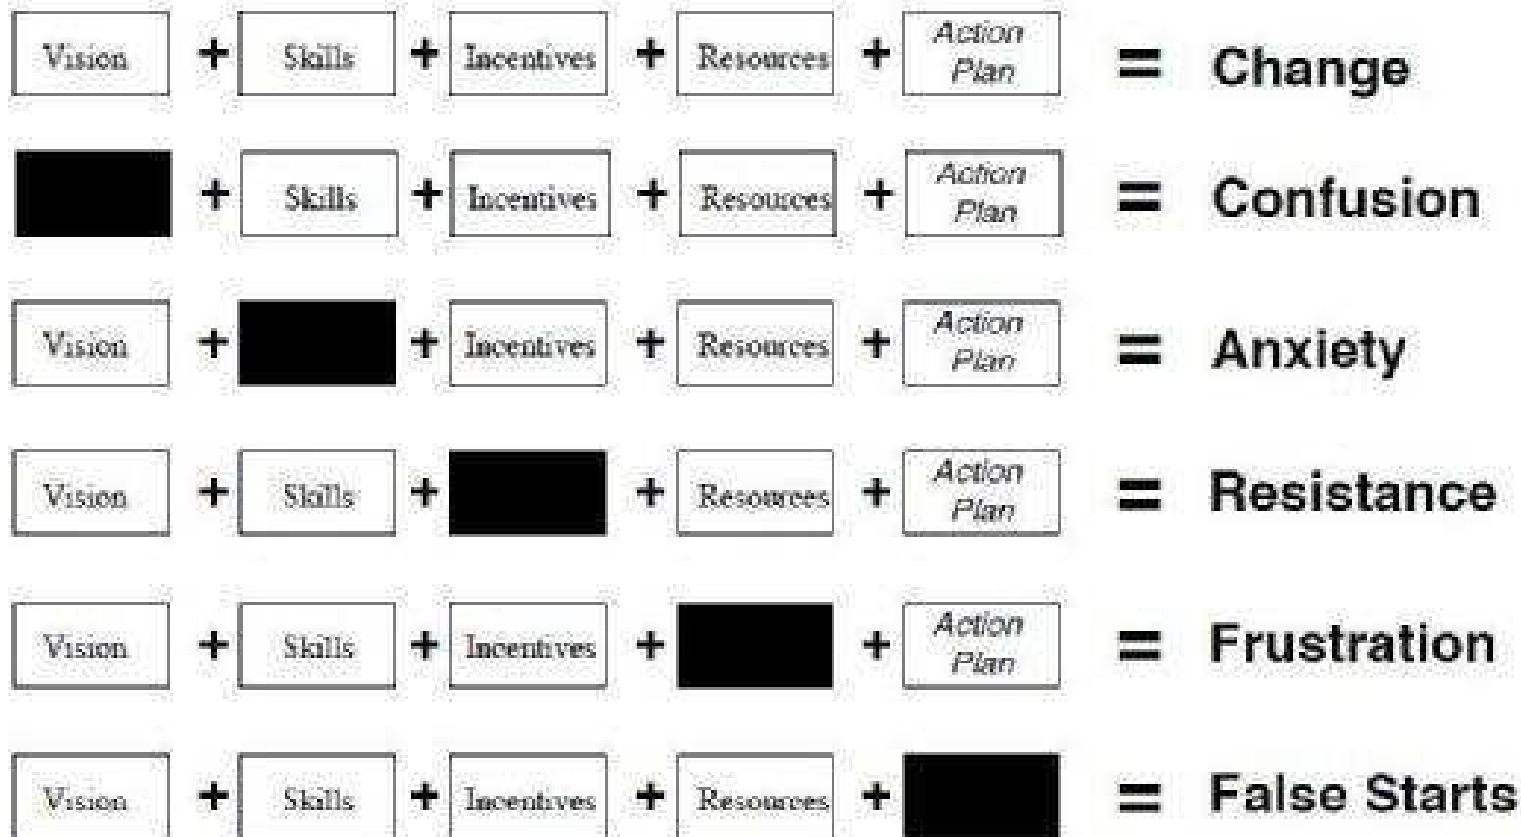 Vision + Skills + Incentives + Resources + Action Plan = Change
+ Skills + Incentives + Resources + Action Plan = Confusion
Vision + + Incentives + Resources + Action Plan = Anxiety
Vision + Skills + + Resources + Action Plan = Resistance
Vision + Skills + Incentives + + Action Plan = Frustration
Vision + Skills + Incentives + Resources + = False Starts